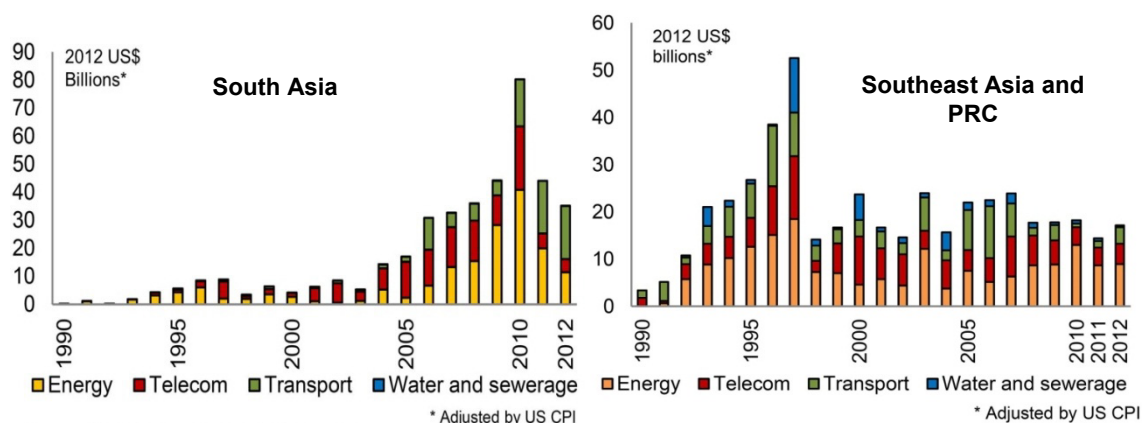 2012 US$
Billions*
South Asia
90
80
70
60
50
40
30
20
10
0
1990
1995
2000
2005
2010
2012
Energy Telecom Transport Water and sewerage
* Adjusted by US CPI
2012 US$
billions*
Southeast Asia and
PRC
60
50
40
30
20
10
0
1990
1995
2000
2005
2010
2011
2012
Energy Telecom Transport Water and sewerage
* Adjusted by US CPI